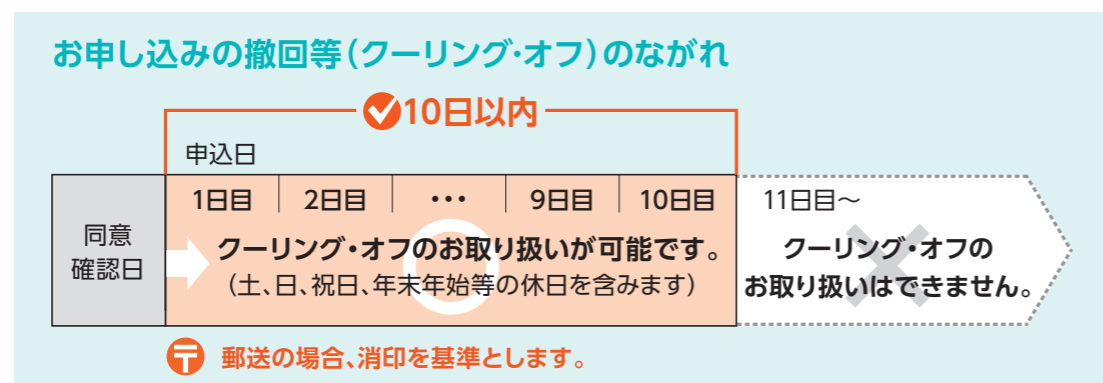 お申し込みの撤回等(クーリング・オフ)のながれ
10日以内
申込日
同意
確認日
1日目 2日目 ・・・ 9日目 10日目
クーリング・オフのお取り扱いが可能です。
(土、日、祝日、年末年始等の休日を含みます)
11日目～
クーリング・オフの
お取り扱いはできません。
〒 郵送の場合、消印を基準とします。